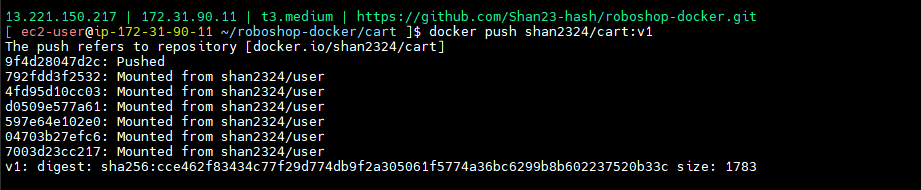 13.221.150.217 | 172.31.90.11 | t3.medium | https://github.com/Shan23-hash/roboshop-docker.git
[ ec2-user@ip-172-31-90-11 ~/roboshop-docker/cart ]$ docker push shan2324/cart:v1
The push refers to repository [docker.io/shan2324/cart]
9f4d28047d2c: Pushed
792fdd3f2532: Mounted from shan2324/user
4fd95d10cc03: Mounted from shan2324/user
d0509e577a61: Mounted from shan2324/user
597e64e102e0: Mounted from shan2324/user
04703b27efc6: Mounted from shan2324/user
7003d23cc217: Mounted from shan2324/user
v1: digest: sha256:cce462f83434c77f29d774db9f2a305061f5774a36bc6299b8b602237520b33c size: 1783